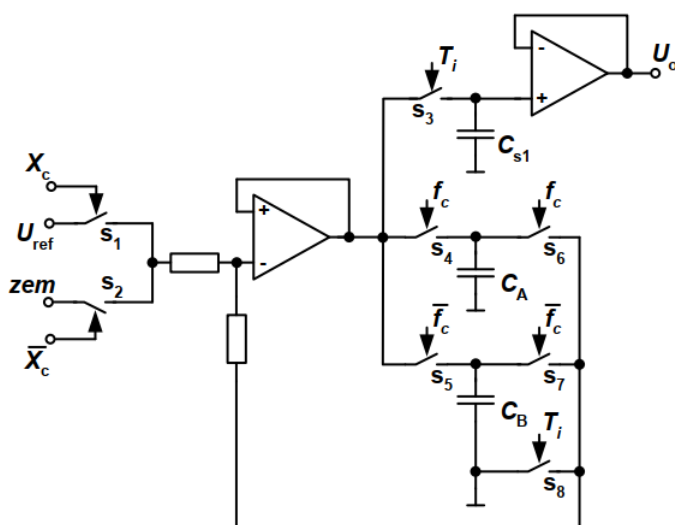 T_i
U_o
-
+
s_3
C_s1
X_c
U_ref
s_1
zem
s_2
X̅_c
+
-
f_c
f_c
s_4
s_6
C_A
f̅_c
f̅_c
s_5
s_7
C_B
T_i
s_8